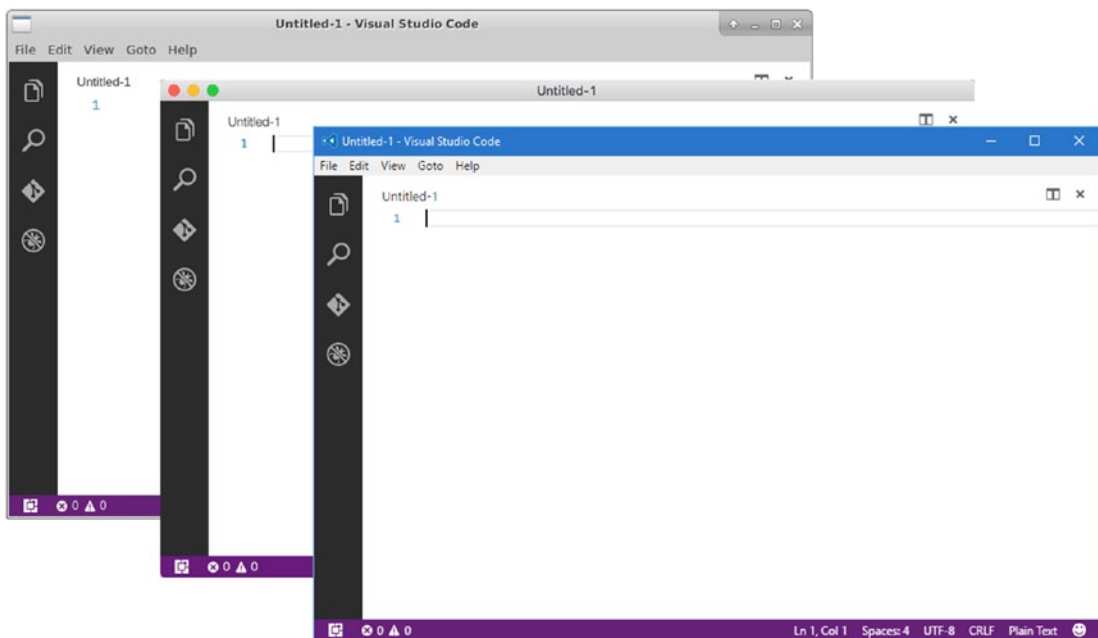 Untitled-1 - Visual Studio Code
File Edit View Goto Help
Untitled-1
1
0 0
Untitled-1
Untitled-1
1
0 0
Untitled-1 - Visual Studio Code
File Edit View Goto Help
Untitled-1
1
0 0
Ln 1, Col 1 Spaces: 4 UTF-8 CRLF Plain Text